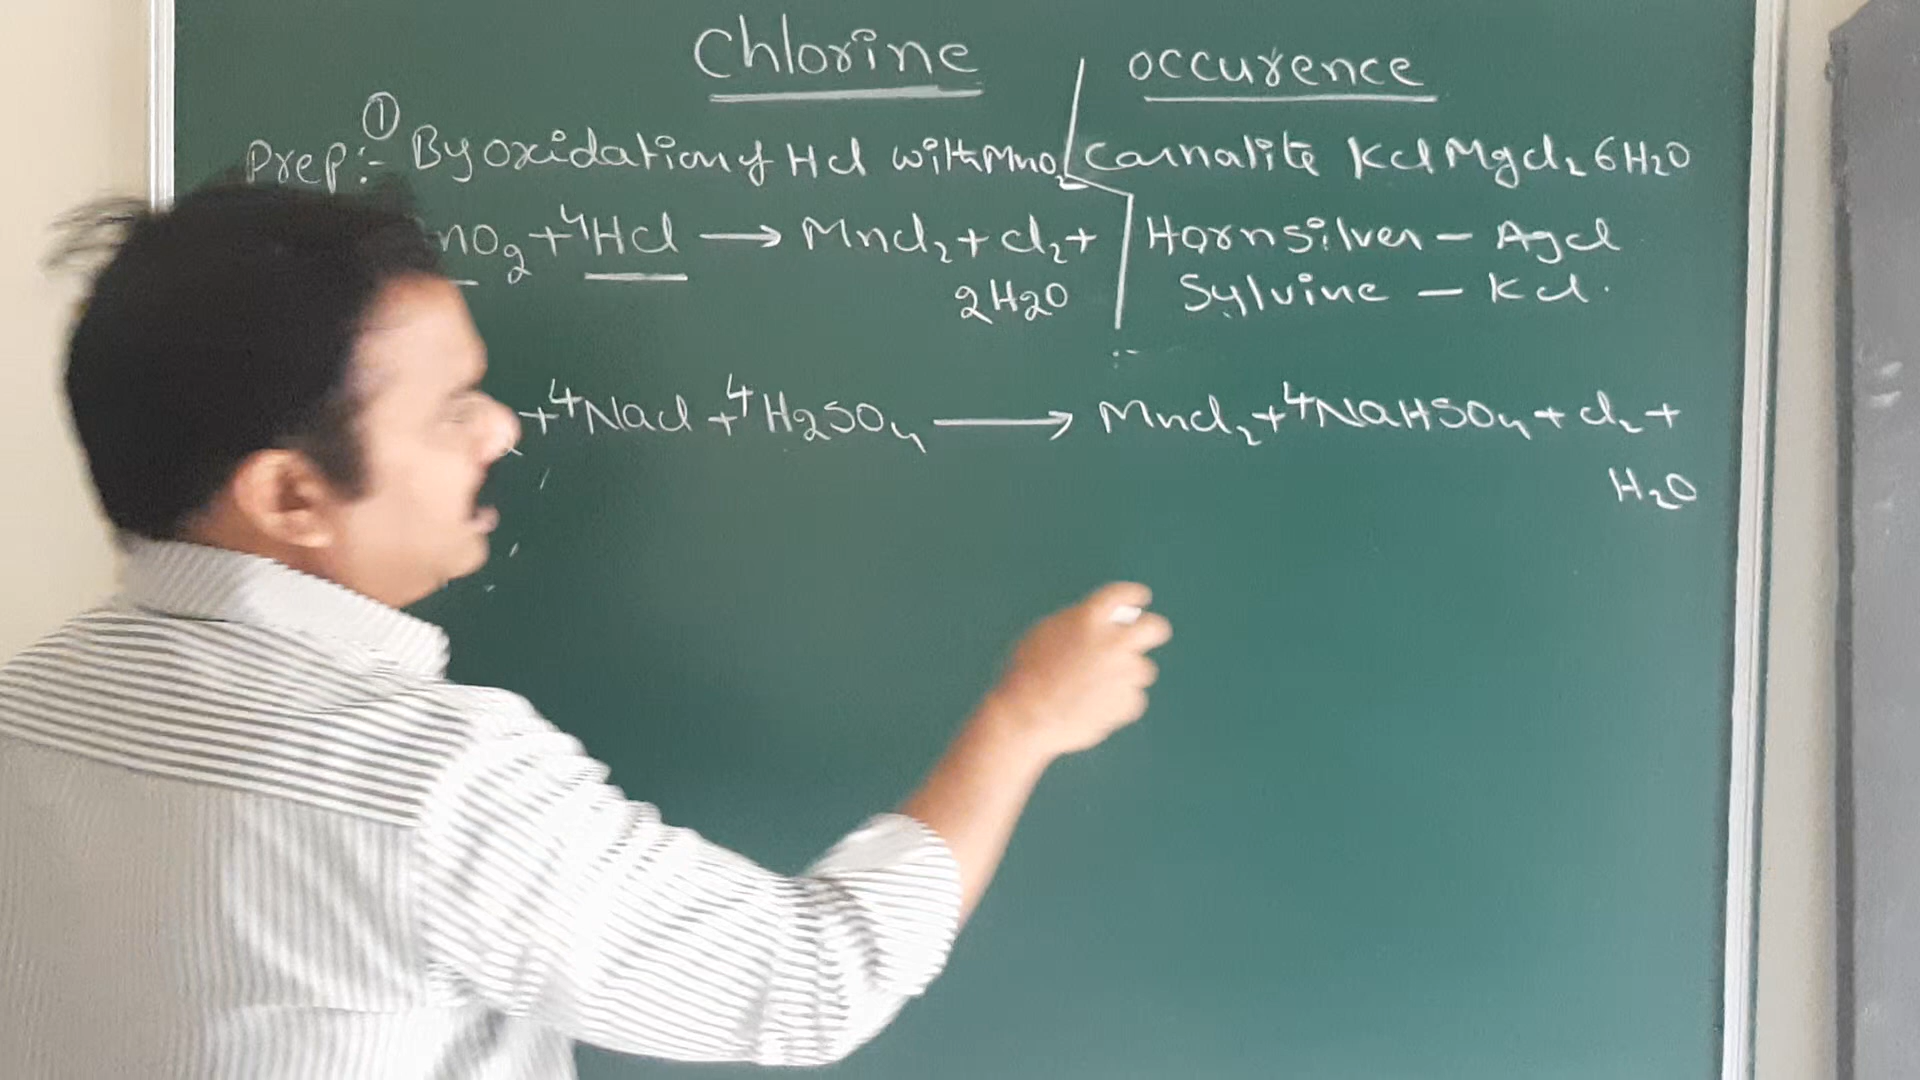 Chlorine
occurence
①
Prep:- By oxidation of Hcl with MnO2
Carnalite Kcl Mgcl2 6H2O
nO2 + 4Hcl → Mncl2 + cl2 +
2H2O
Hornsilver - Agcl
Sylvine - Kcl.
+ 4Nacl + 4H2SO4 → Mncl2 + 4NaHSO4 + cl2 +
H2O